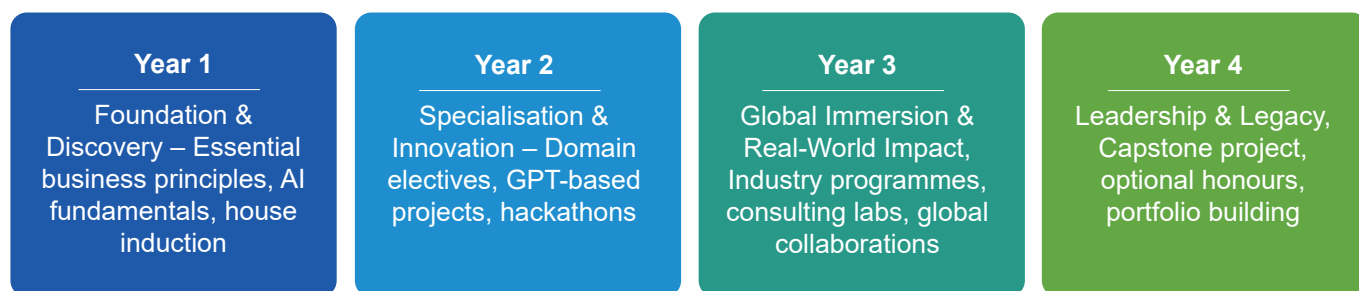 Year 1
Foundation &
Discovery – Essential
business principles, AI
fundamentals, house
induction
Year 2
Specialisation &
Innovation – Domain
electives, GPT-based
projects, hackathons
Year 3
Global Immersion &
Real-World Impact,
Industry programmes,
consulting labs, global
collaborations
Year 4
Leadership & Legacy,
Capstone project,
optional honours,
portfolio building